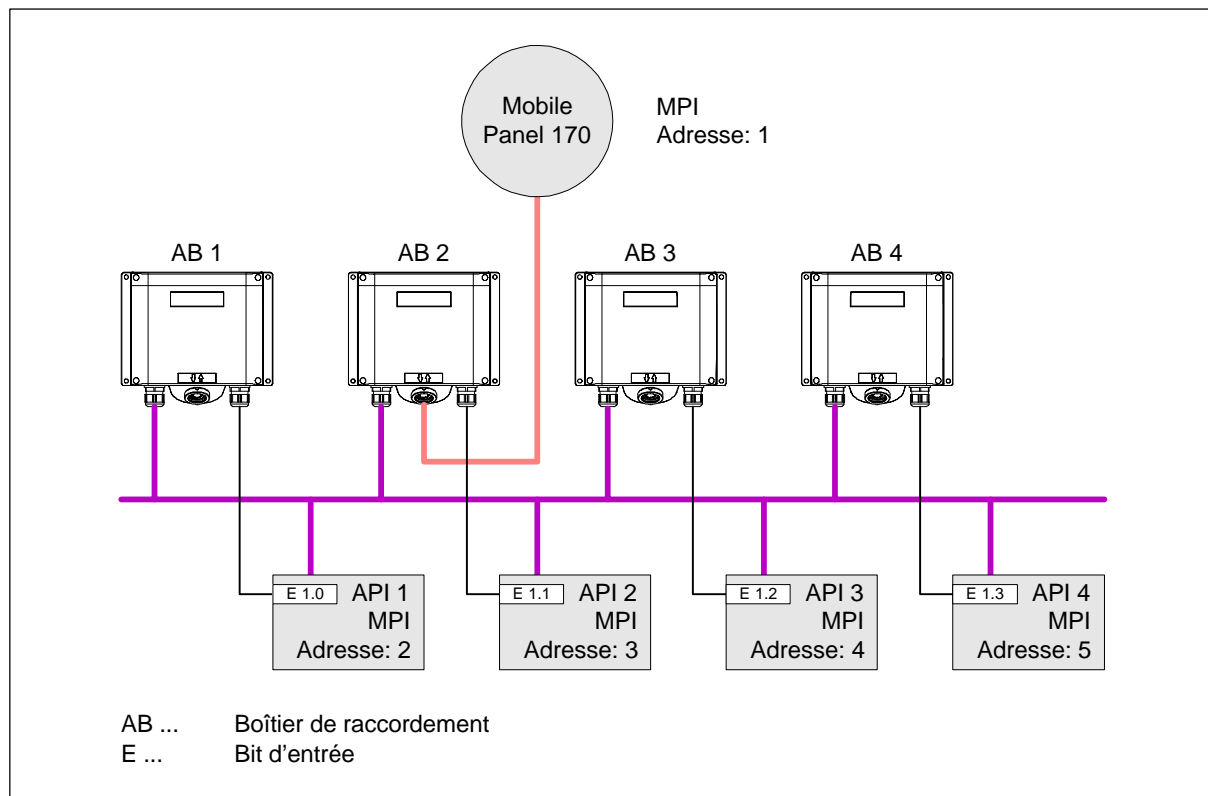 Mobile
Panel 170
MPI
Adresse: 1
AB 1
AB 2
AB 3
AB 4
E 1.0
API 1
MPI
Adresse: 2
E 1.1
API 2
MPI
Adresse: 3
E 1.2
API 3
MPI
Adresse: 4
E 1.3
API 4
MPI
Adresse: 5
AB ... Boîtier de raccordement
E ... Bit d'entrée